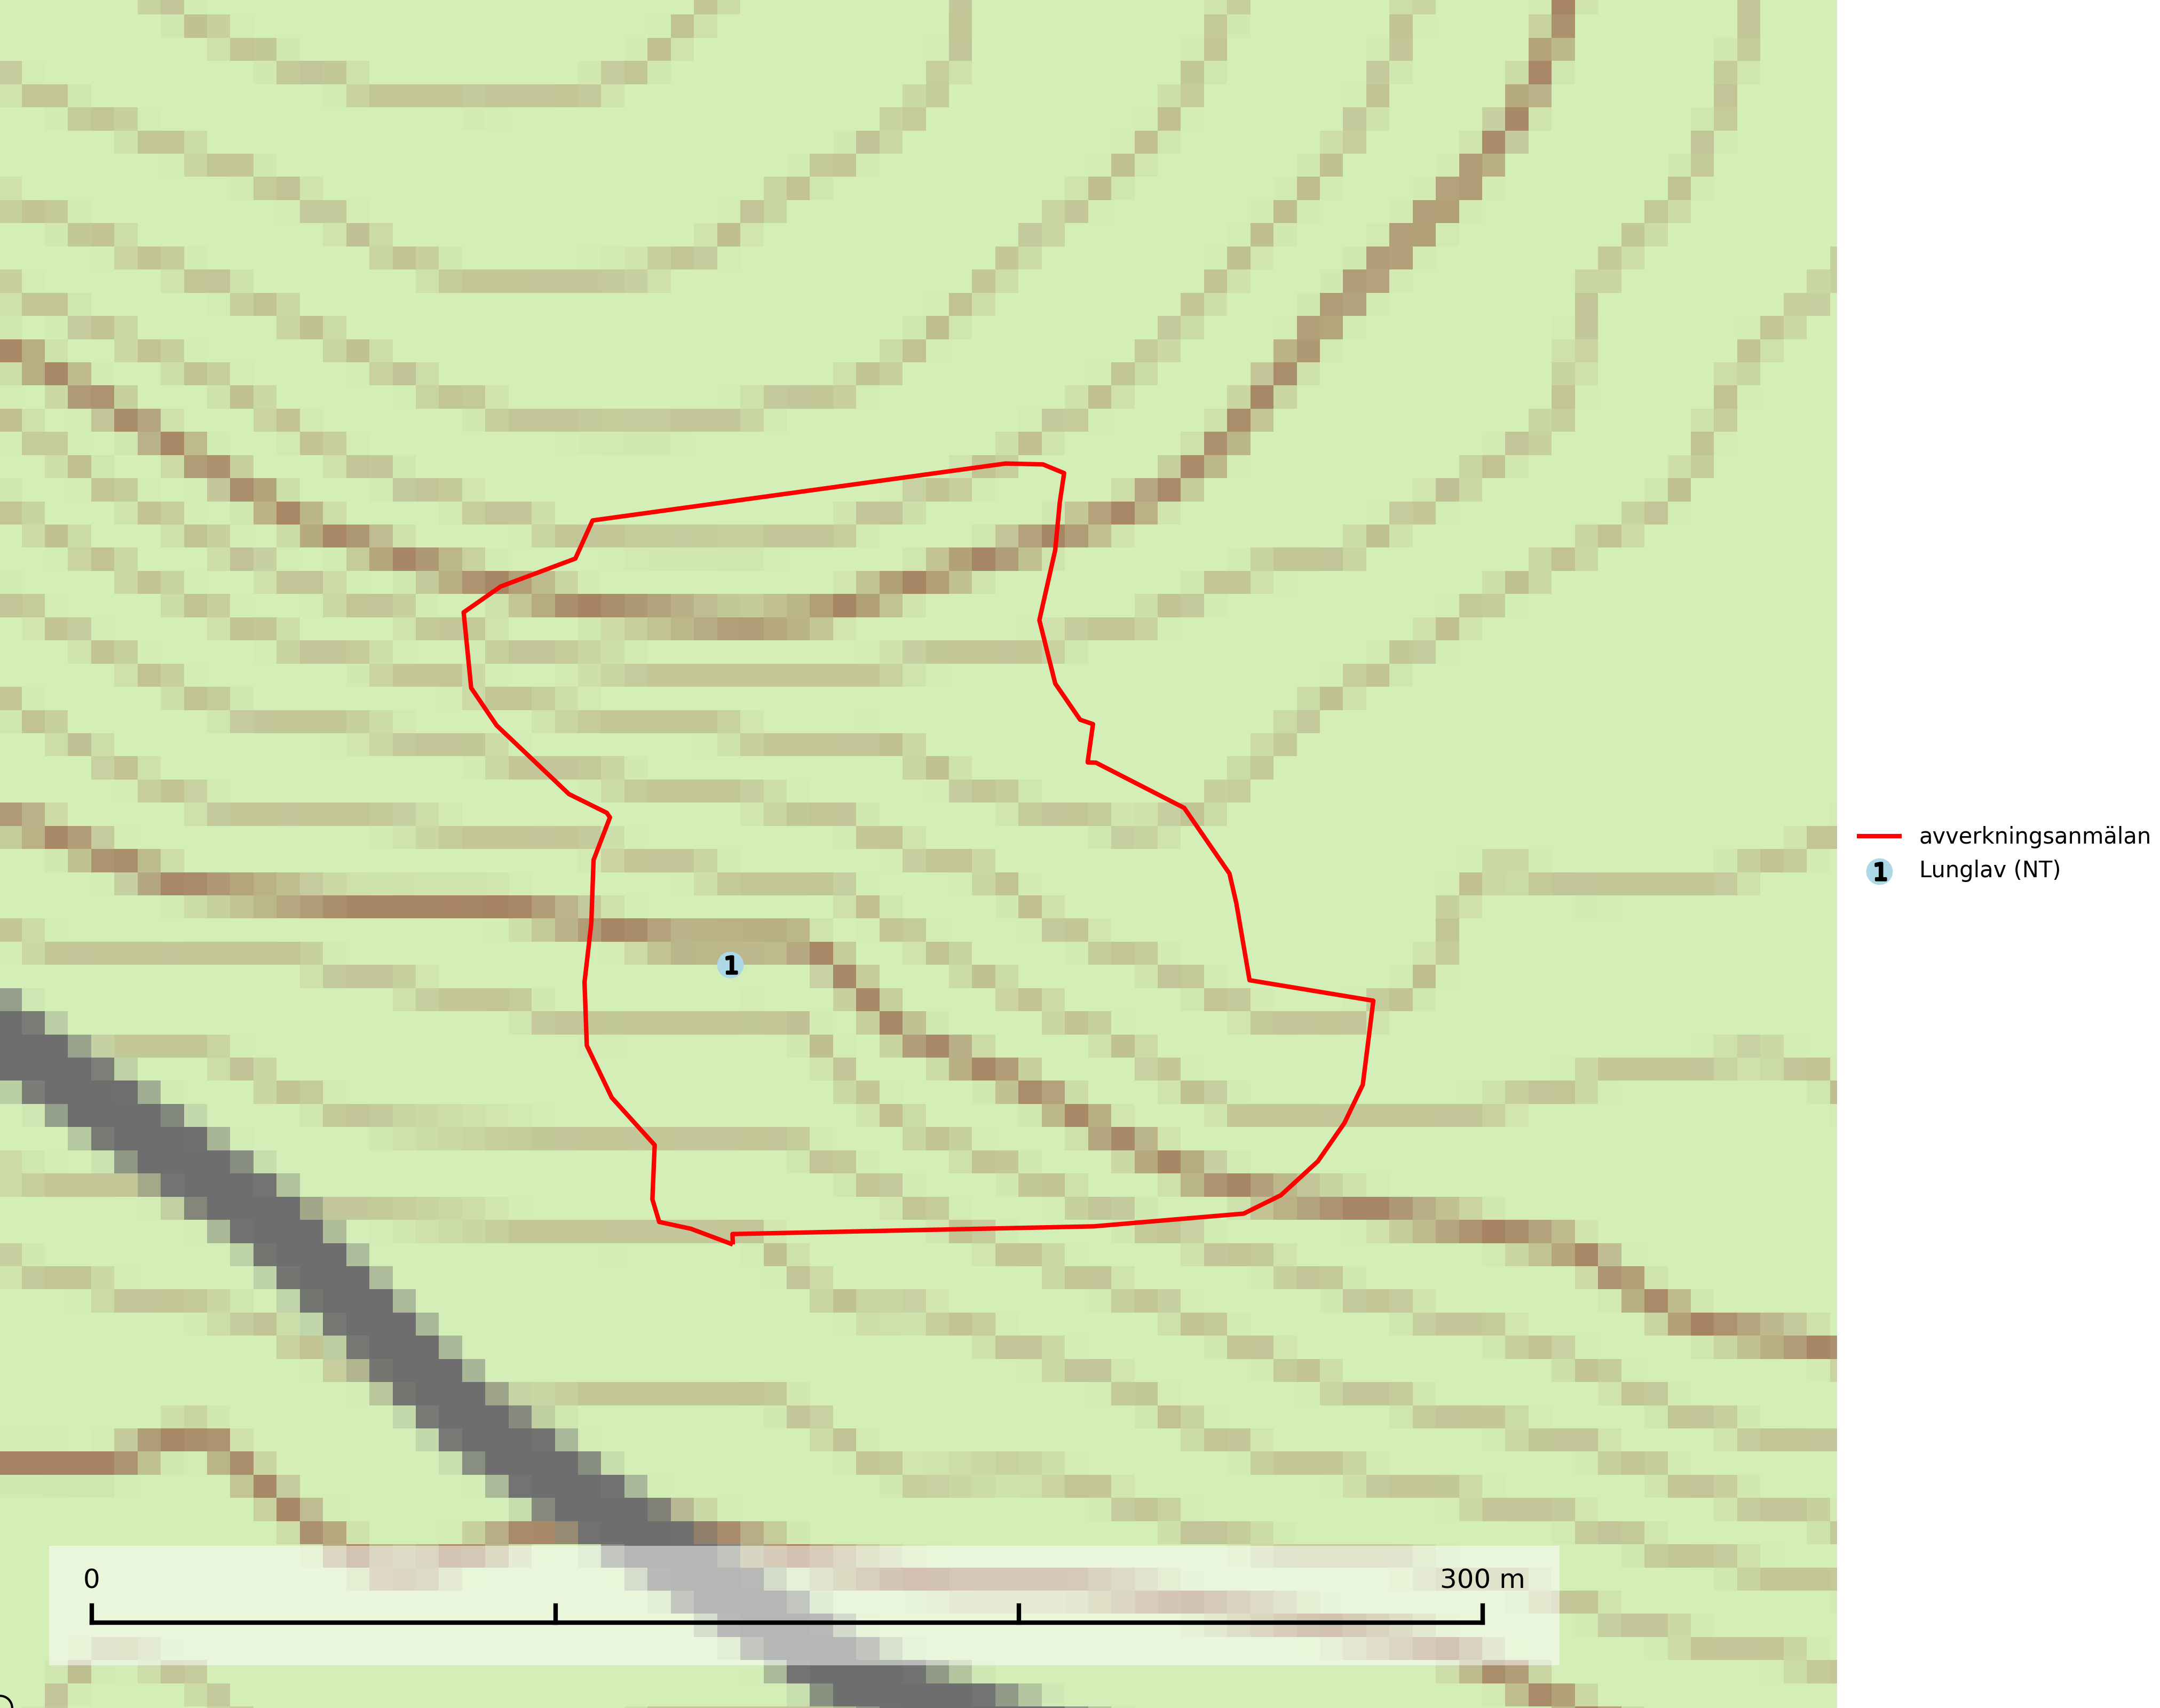 avverkningsanmälan
1 Lunglav (NT)
1
0 300 m